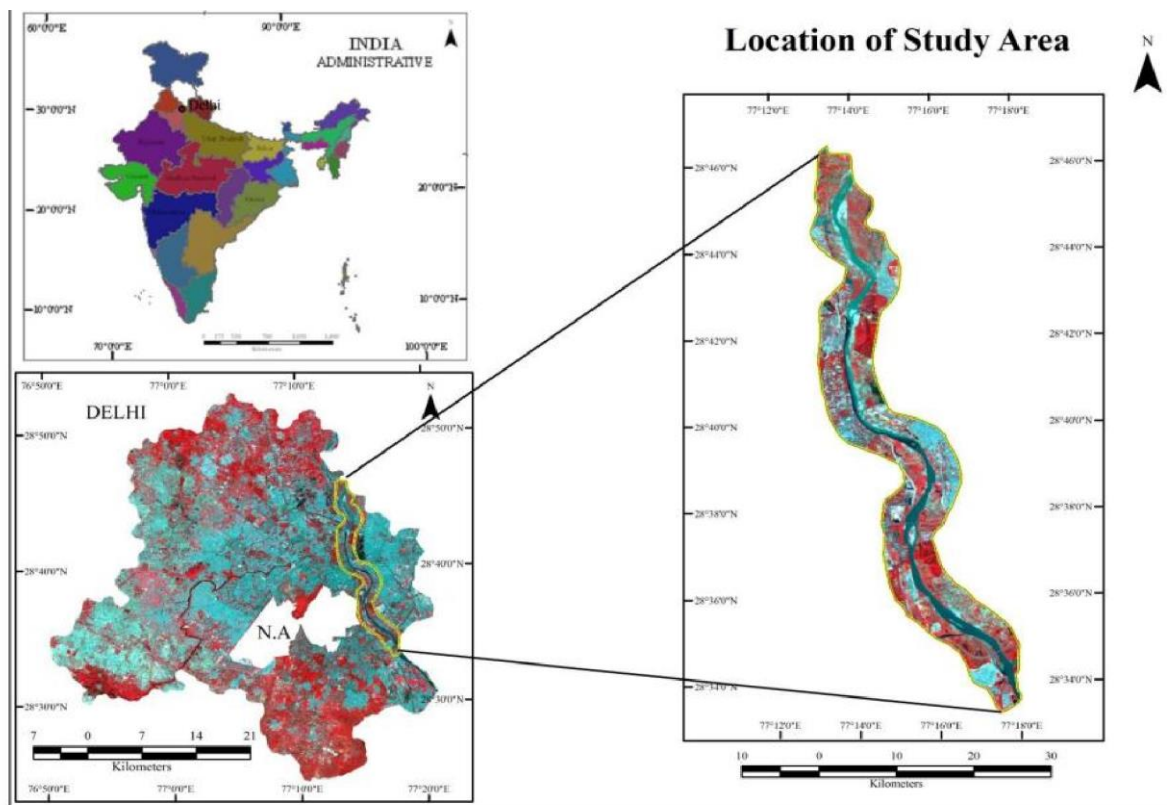 60°0'0"E
90°0'0"E
INDIA
N
ADMINISTRATIVE
30°0'0"N
30°0'0"N
Delhi
Uttar Pradesh
Bihar
20°0'0"N
20°0'0"N
10°0'0"N
10°0'0"N
Kilometers
70°0'0"E
100°0'0"E
76°50'0"E
77°0'0"E
77°10'0"E
N
DELHI
28°50'0"N
28°50'0"N
28°40'0"N
28°40'0"N
N.A
28°30'0"N
28°30'0"N
7 0 7 14 21
Kilometers
76°50'0"E
77°0'0"E
77°10'0"E
77°20'0"E
Location of Study Area
N
77°12'0"E
77°14'0"E
77°16'0"E
77°18'0"E
28°46'0"N
28°46'0"N
28°44'0"N
28°44'0"N
28°42'0"N
28°42'0"N
28°40'0"N
28°40'0"N
28°38'0"N
28°38'0"N
28°36'0"N
28°36'0"N
28°34'0"N
28°34'0"N
77°12'0"E
77°14'0"E
77°16'0"E
77°18'0"E
10 0 10 20 30
Kilometers